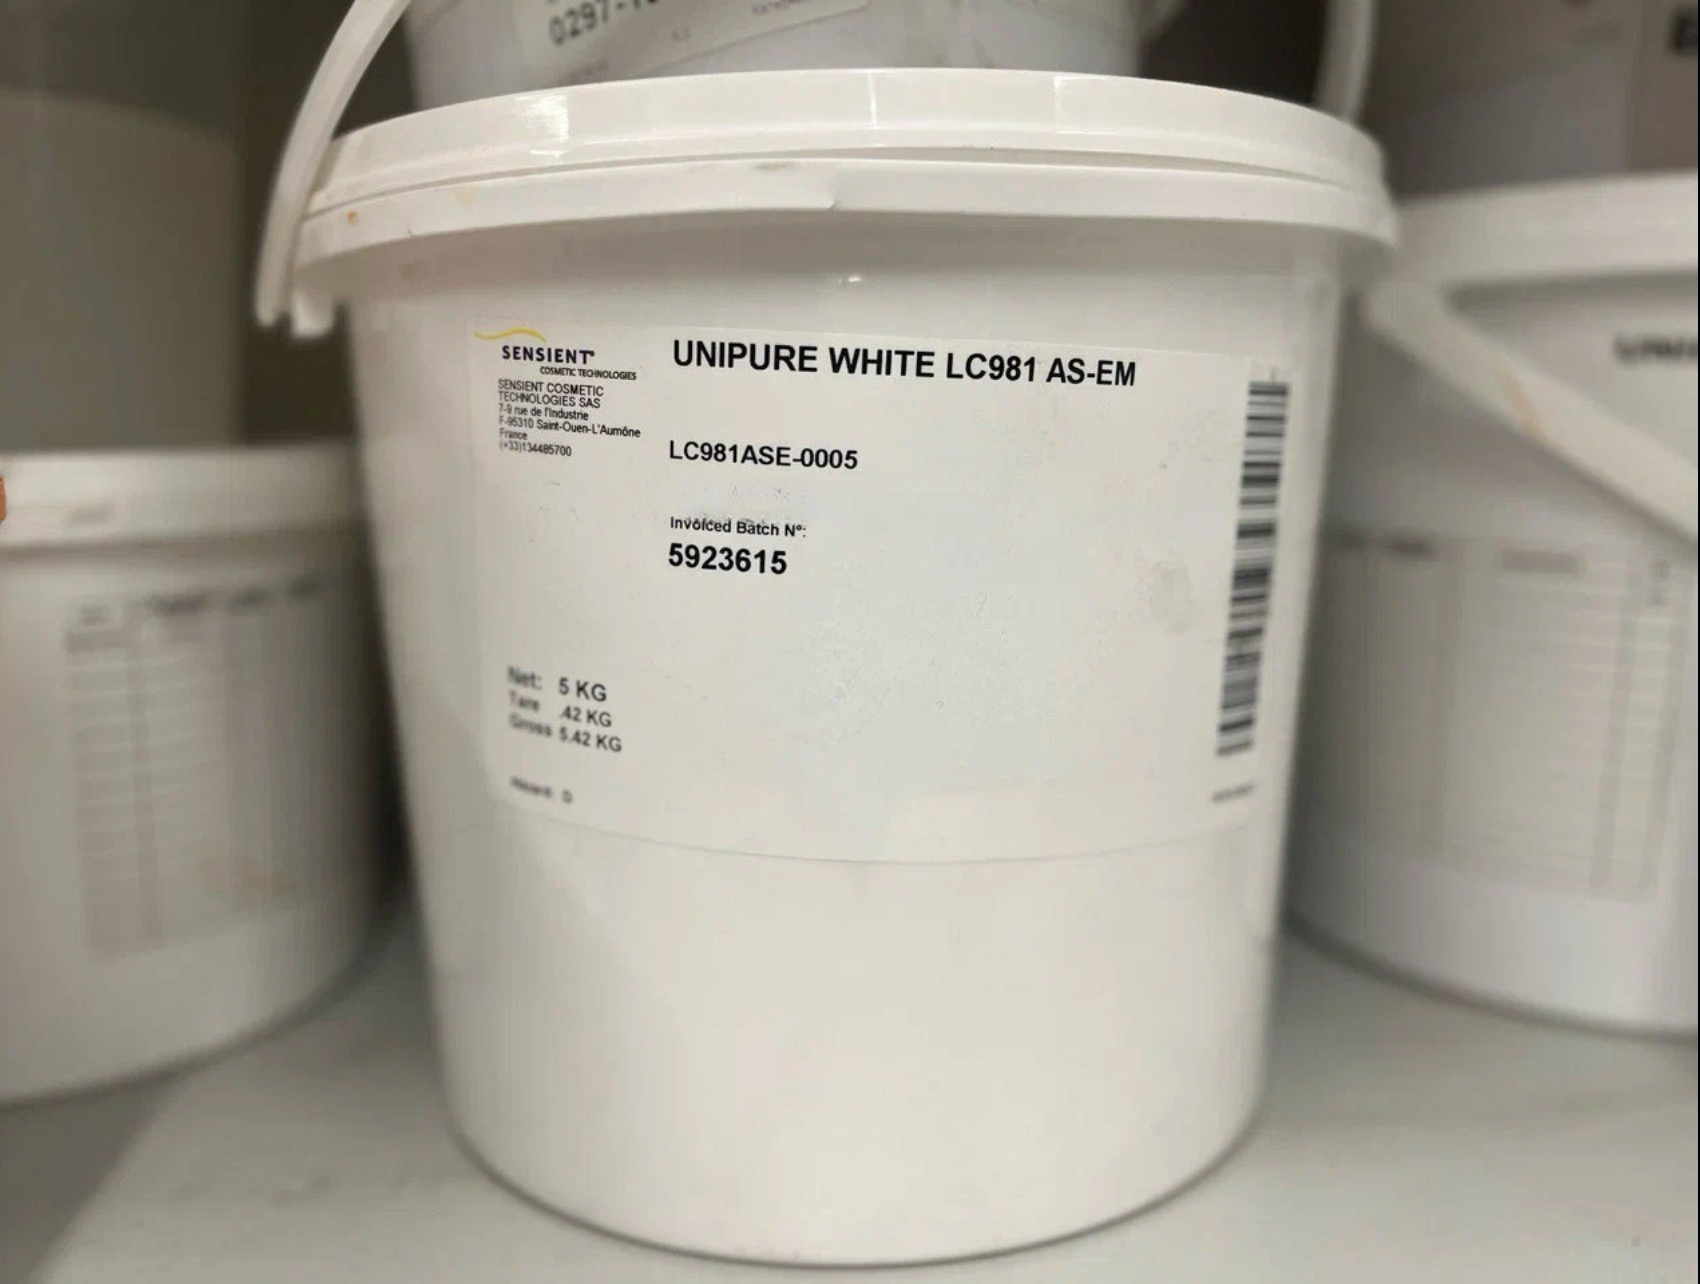 0297-1
SENSIENT
COSMETIC TECHNOLOGIES
SENSIENT COSMETIC
TECHNOLOGIES SAS
7-9 rue de l'Industrie
F-95310 Saint-Ouen-L'Aumône
France
(+33)134485700
UNIPURE WHITE LC981 AS-EM
LC981ASE-0005
Invoiced Batch N°:
5923615
Net: 5 KG
Tare .42 KG
Gross 5.42 KG
D